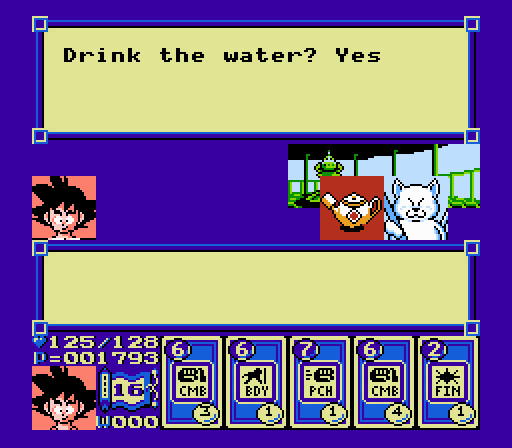 Drink the water? Yes
125/128
P=001793
16
W000
6 6 7 6 2
CMB BDY PCH CMB FIN
3 1 1 4 1